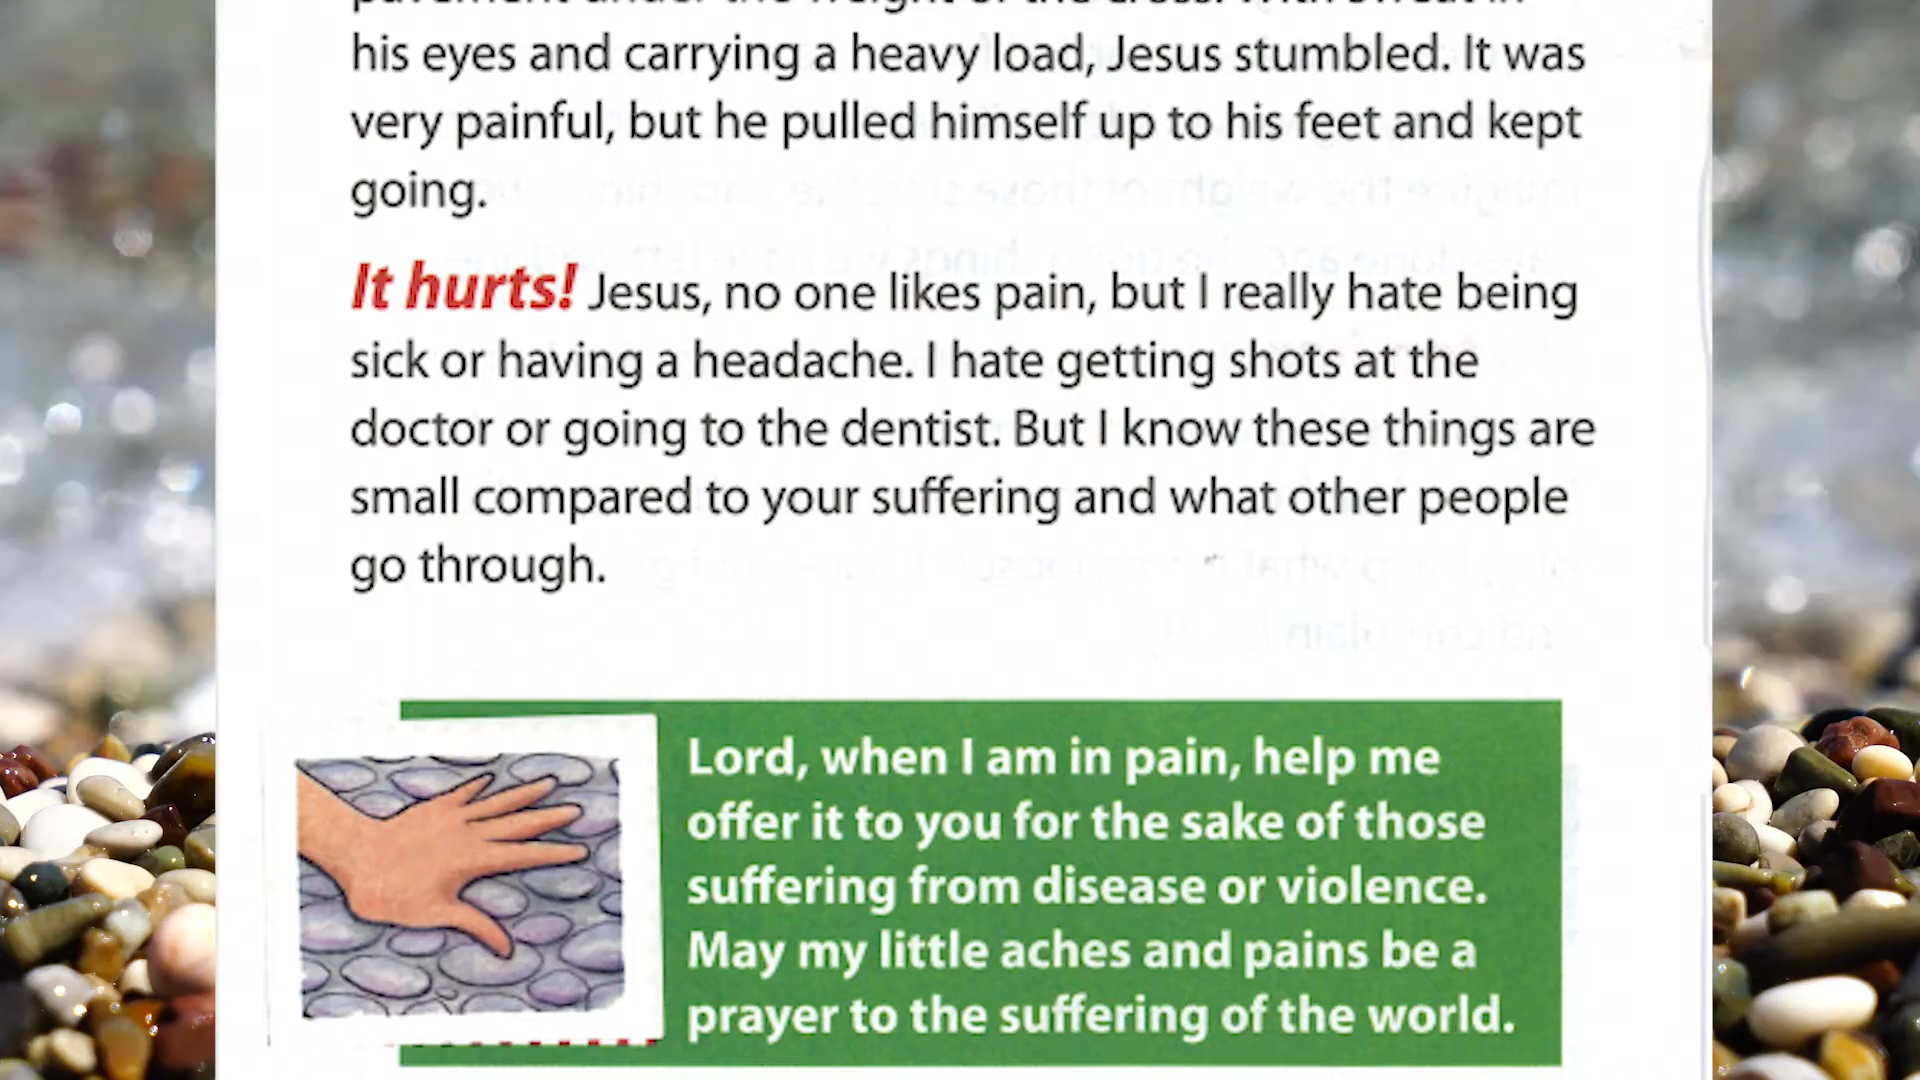 his eyes and carrying a heavy load, Jesus stumbled. It was
very painful, but he pulled himself up to his feet and kept
going.
It hurts! Jesus, no one likes pain, but I really hate being
sick or having a headache. I hate getting shots at the
doctor or going to the dentist. But I know these things are
small compared to your suffering and what other people
go through.
Lord, when I am in pain, help me
offer it to you for the sake of those
suffering from disease or violence.
May my little aches and pains be a
prayer to the suffering of the world.